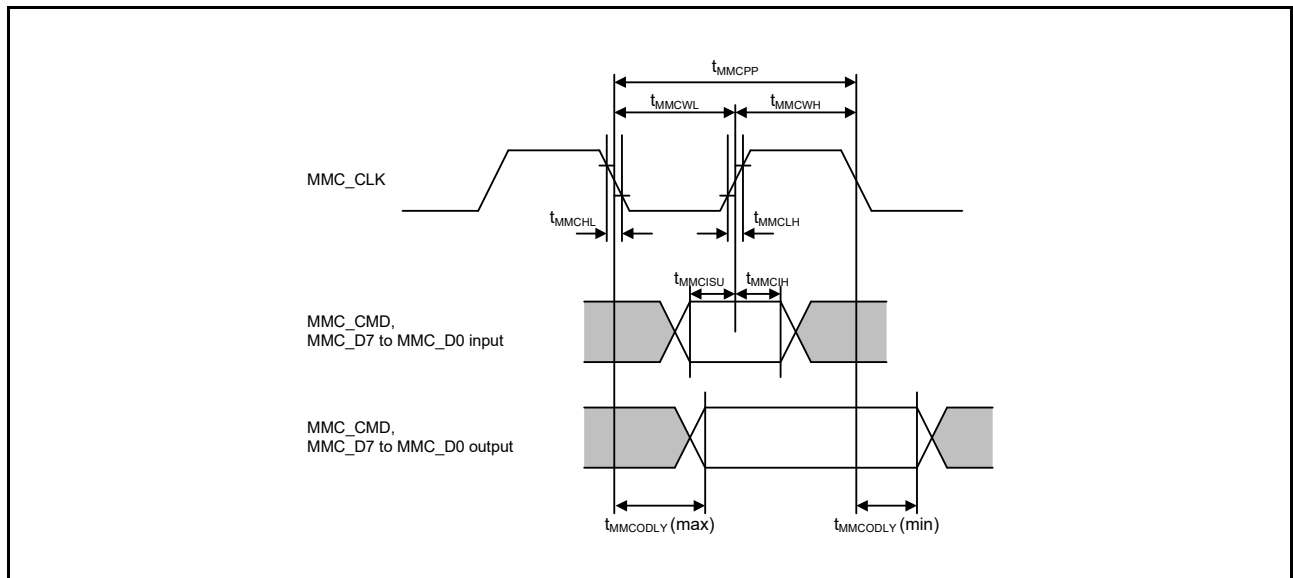 tMMCPP
tMMCWL tMMCWH
MMC_CLK
tMMCHL tMMCLH
tMMCISU tMMCIH
MMC_CMD,
MMC_D7 to MMC_D0 input
MMC_CMD,
MMC_D7 to MMC_D0 output
tMMCODLY (max) tMMCODLY (min)